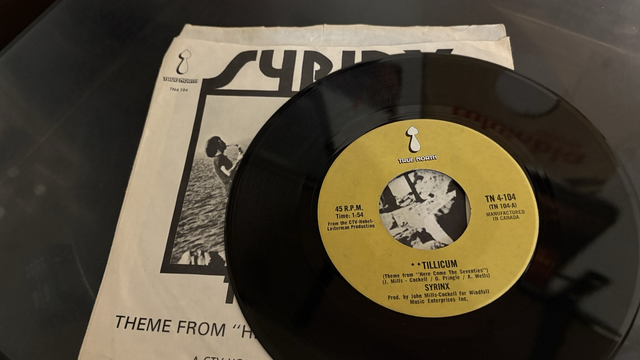 TRUE NORTH
TN4 104
SYRINX
THEME FROM "H
A CTV-
TRUE NORTH
45 R.P.M.
Time: 1:54
From the CTV-Hobel-
Leiterman Production
TN 4-104
(TN 104-A)
MANUFACTURED
IN CANADA
**TILLICUM
(Theme from "Here Come The Seventies")
(J. Mills - Cockell / D. Pringle / A. Wells)
SYRINX
Prod. by John Mills-Cockell for Windfall
Music Enterprises Inc.